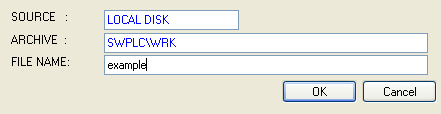 SOURCE : LOCAL DISK
ARCHIVE : SWPLC\WRK
FILE NAME: example
OK Cancel